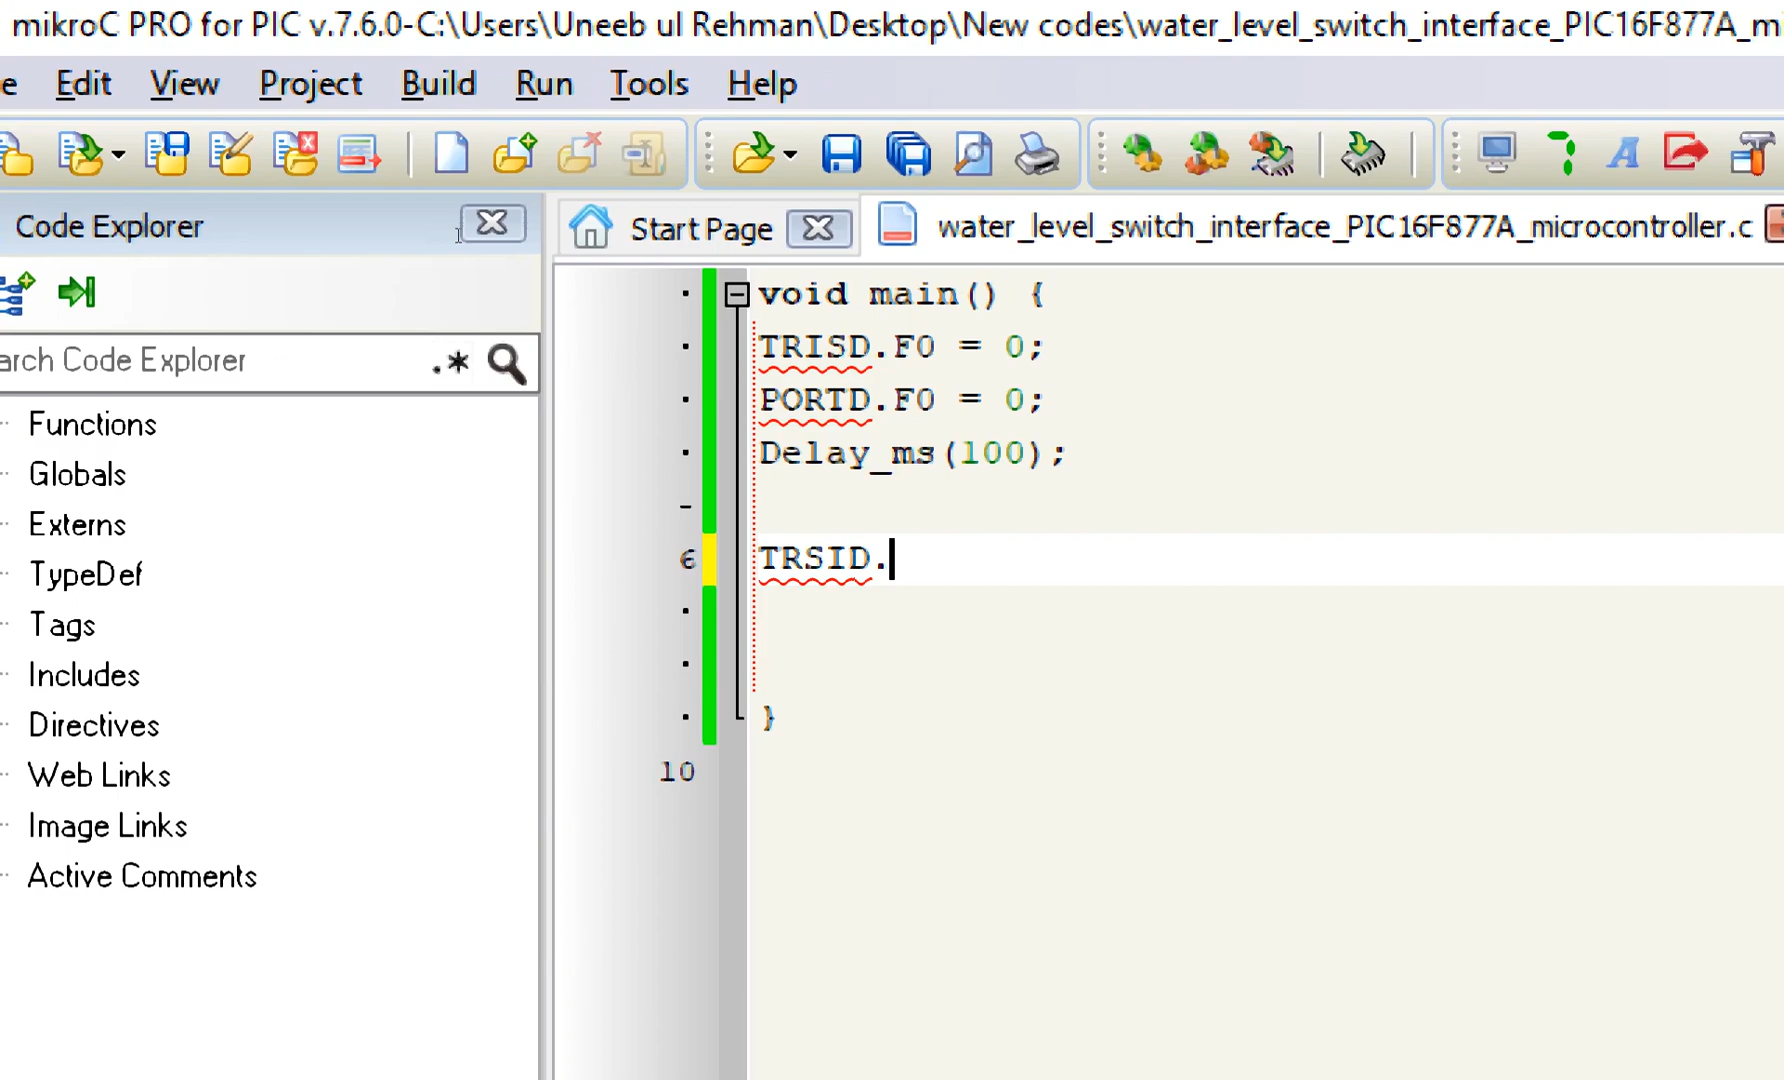 mikroC PRO for PIC v.7.6.0-C:\Users\Uneeb ul Rehman\Desktop\New codes\water_level_switch_interface_PIC16F877A_m
e Edit View Project Build Run Tools Help
Code Explorer
Start Page
water_level_switch_interface_PIC16F877A_microcontroller.c
arch Code Explorer
.*
Functions
Globals
Externs
TypeDef
Tags
Includes
Directives
Web Links
Image Links
Active Comments
void main() {
TRISD.F0 = 0;
PORTD.F0 = 0;
Delay_ms(100);
6 TRSID.
}
10